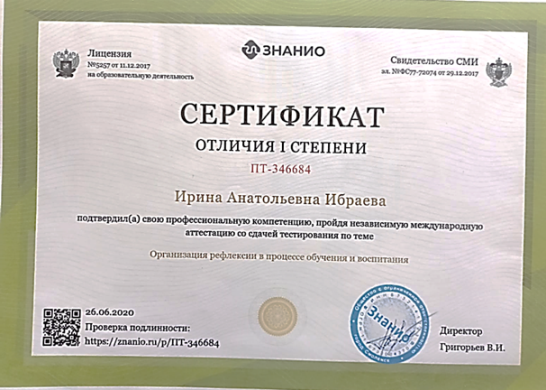 Лицензия
№5257 от 11.12.2017
на образовательную деятельность
ЗНАНИО
Свидетельство СМИ
эл. №ФС77-72074 от 29.12.2017
СЕРТИФИКАТ
ОТЛИЧИЯ I СТЕПЕНИ
ПТ-346684
Ирина Анатольевна Ибраева
подтвердил(а) свою профессиональную компетенцию, пройдя независимую международную
аттестацию со сдачей тестирования по теме
Организация рефлексии в процессе обучения и воспитания
26.06.2020
Проверка подлинности:
https://znanio.ru/p/ПТ-346684
Знанио
Директор
Григорьев В.И.